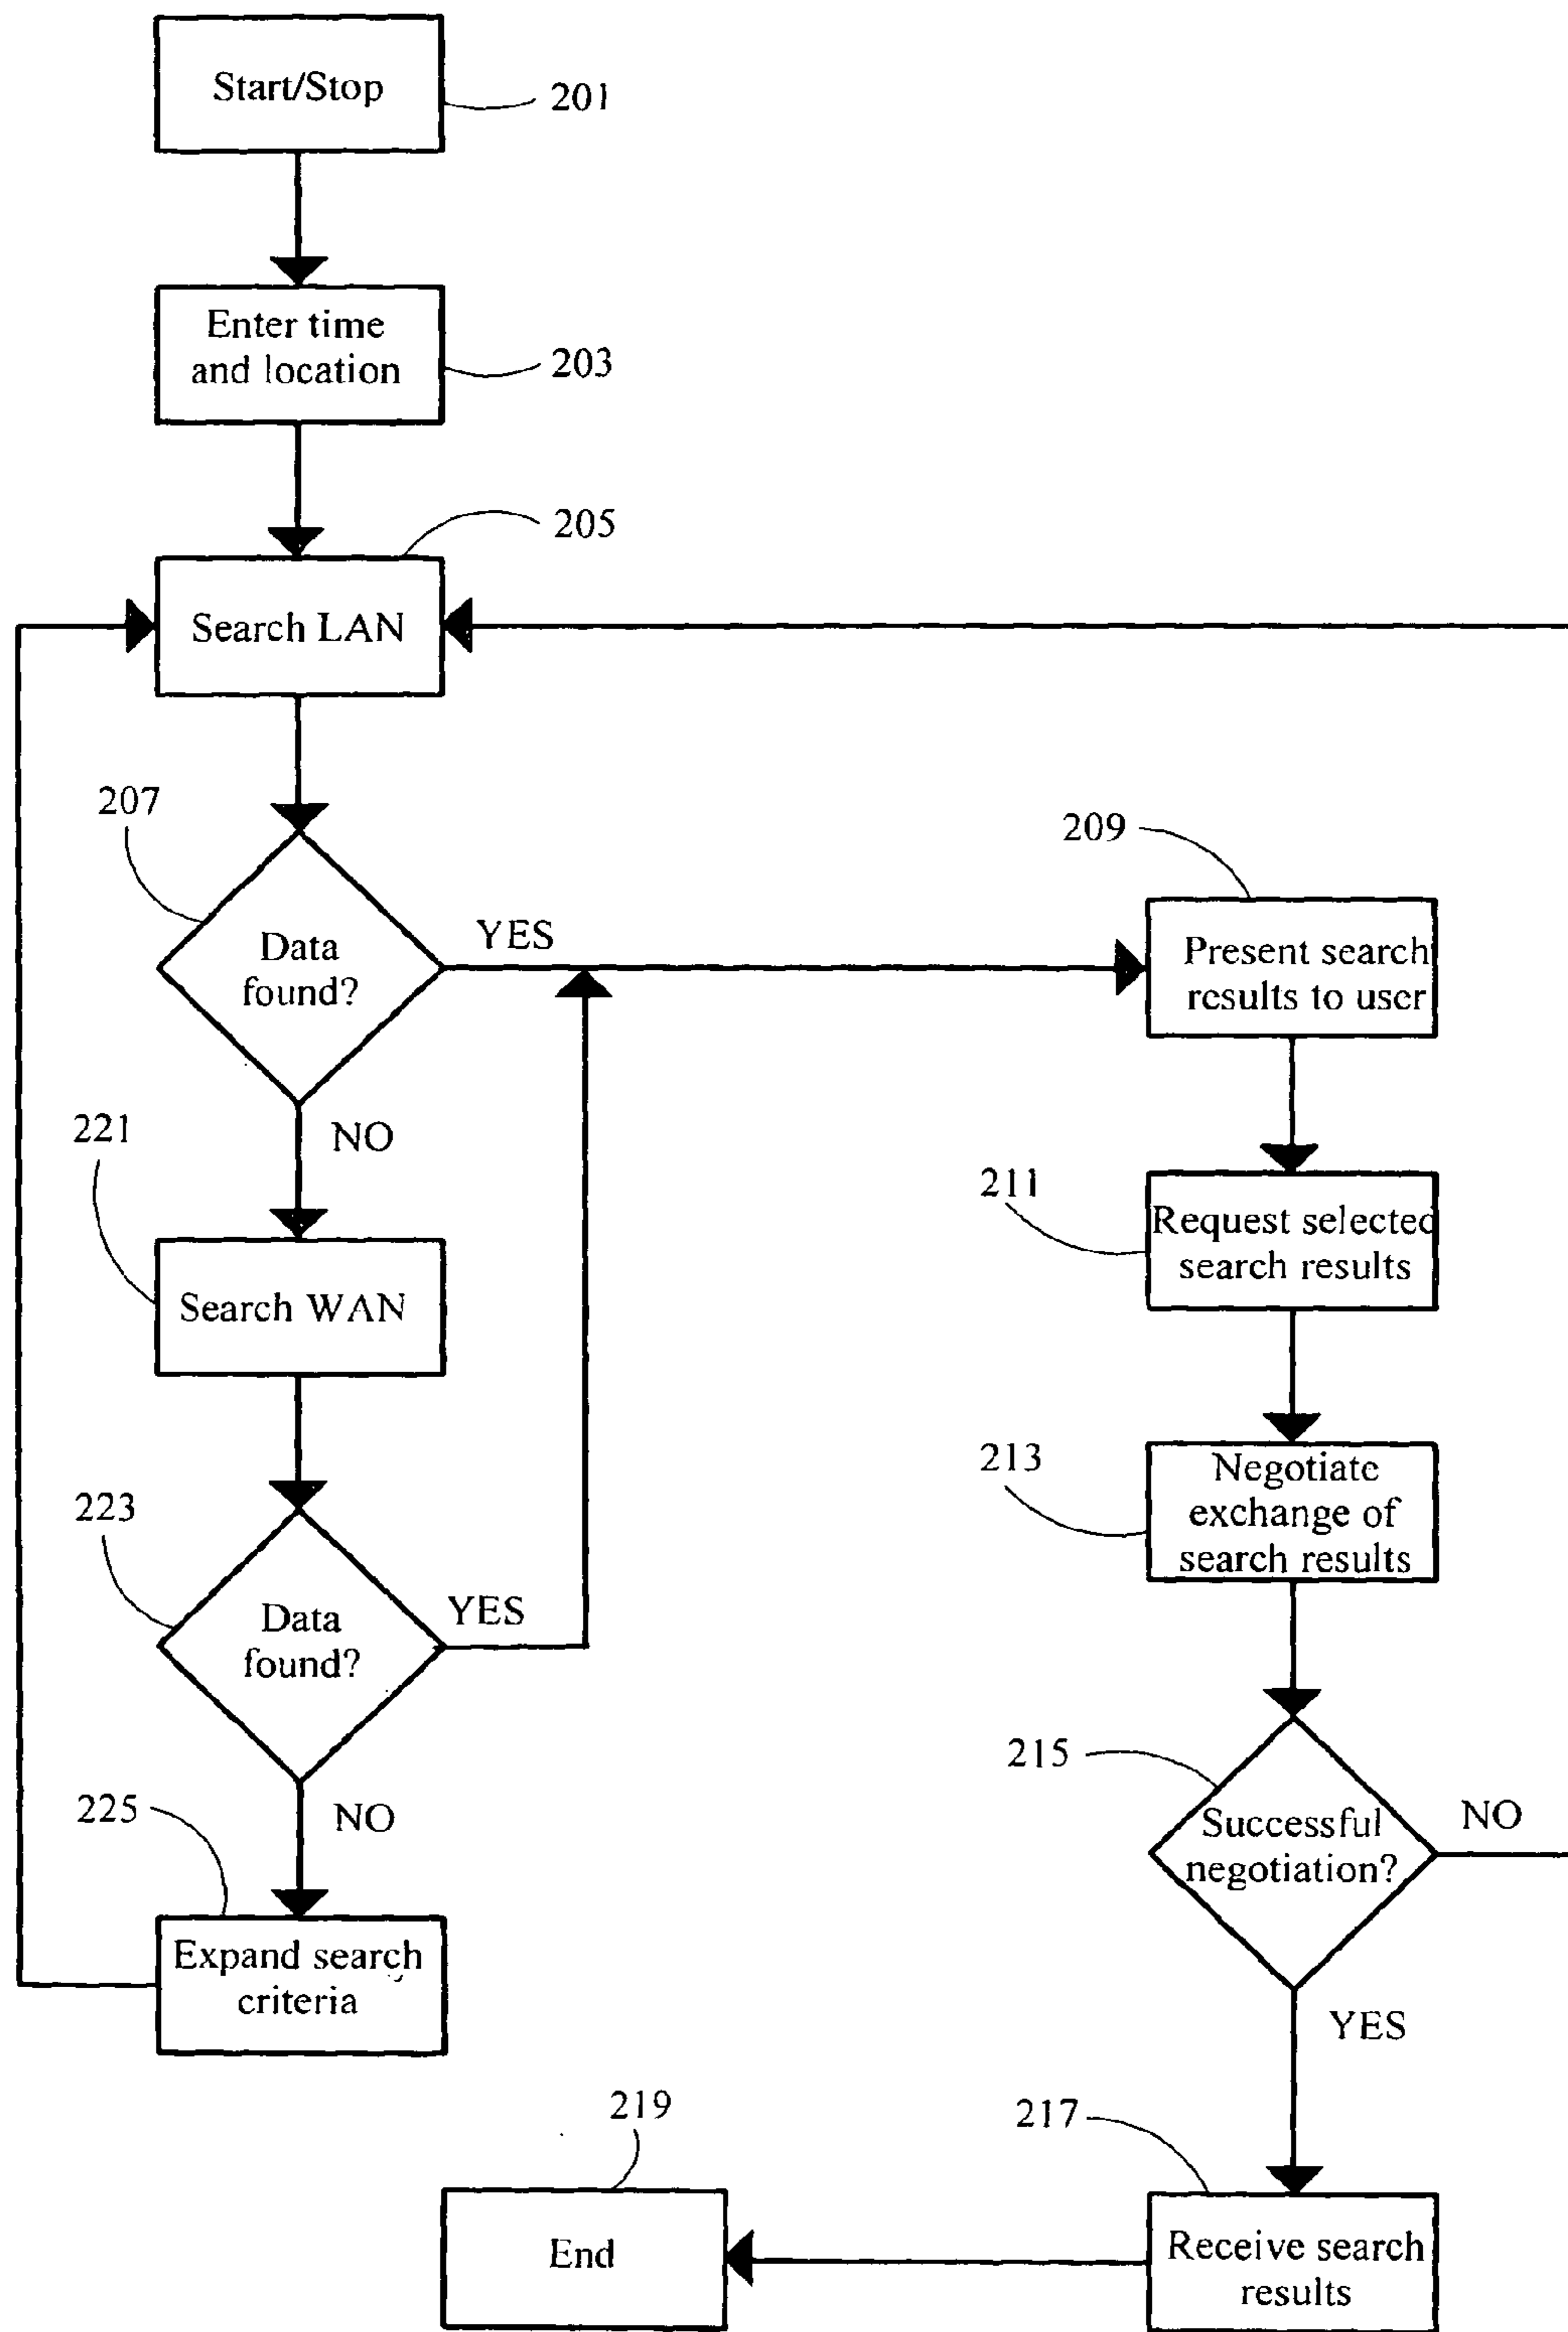 Start/Stop
201
Enter time
and location
203
205
Search LAN
207
Data
found?
YES
209
Present search
results to user
NO
221
Search WAN
211
Request selected
search results
213
Negotiate
exchange of
search results
223
Data
found?
YES
215
Successful
negotiation?
NO
225
NO
Expand search
criteria
YES
219
217
End
Receive search
results